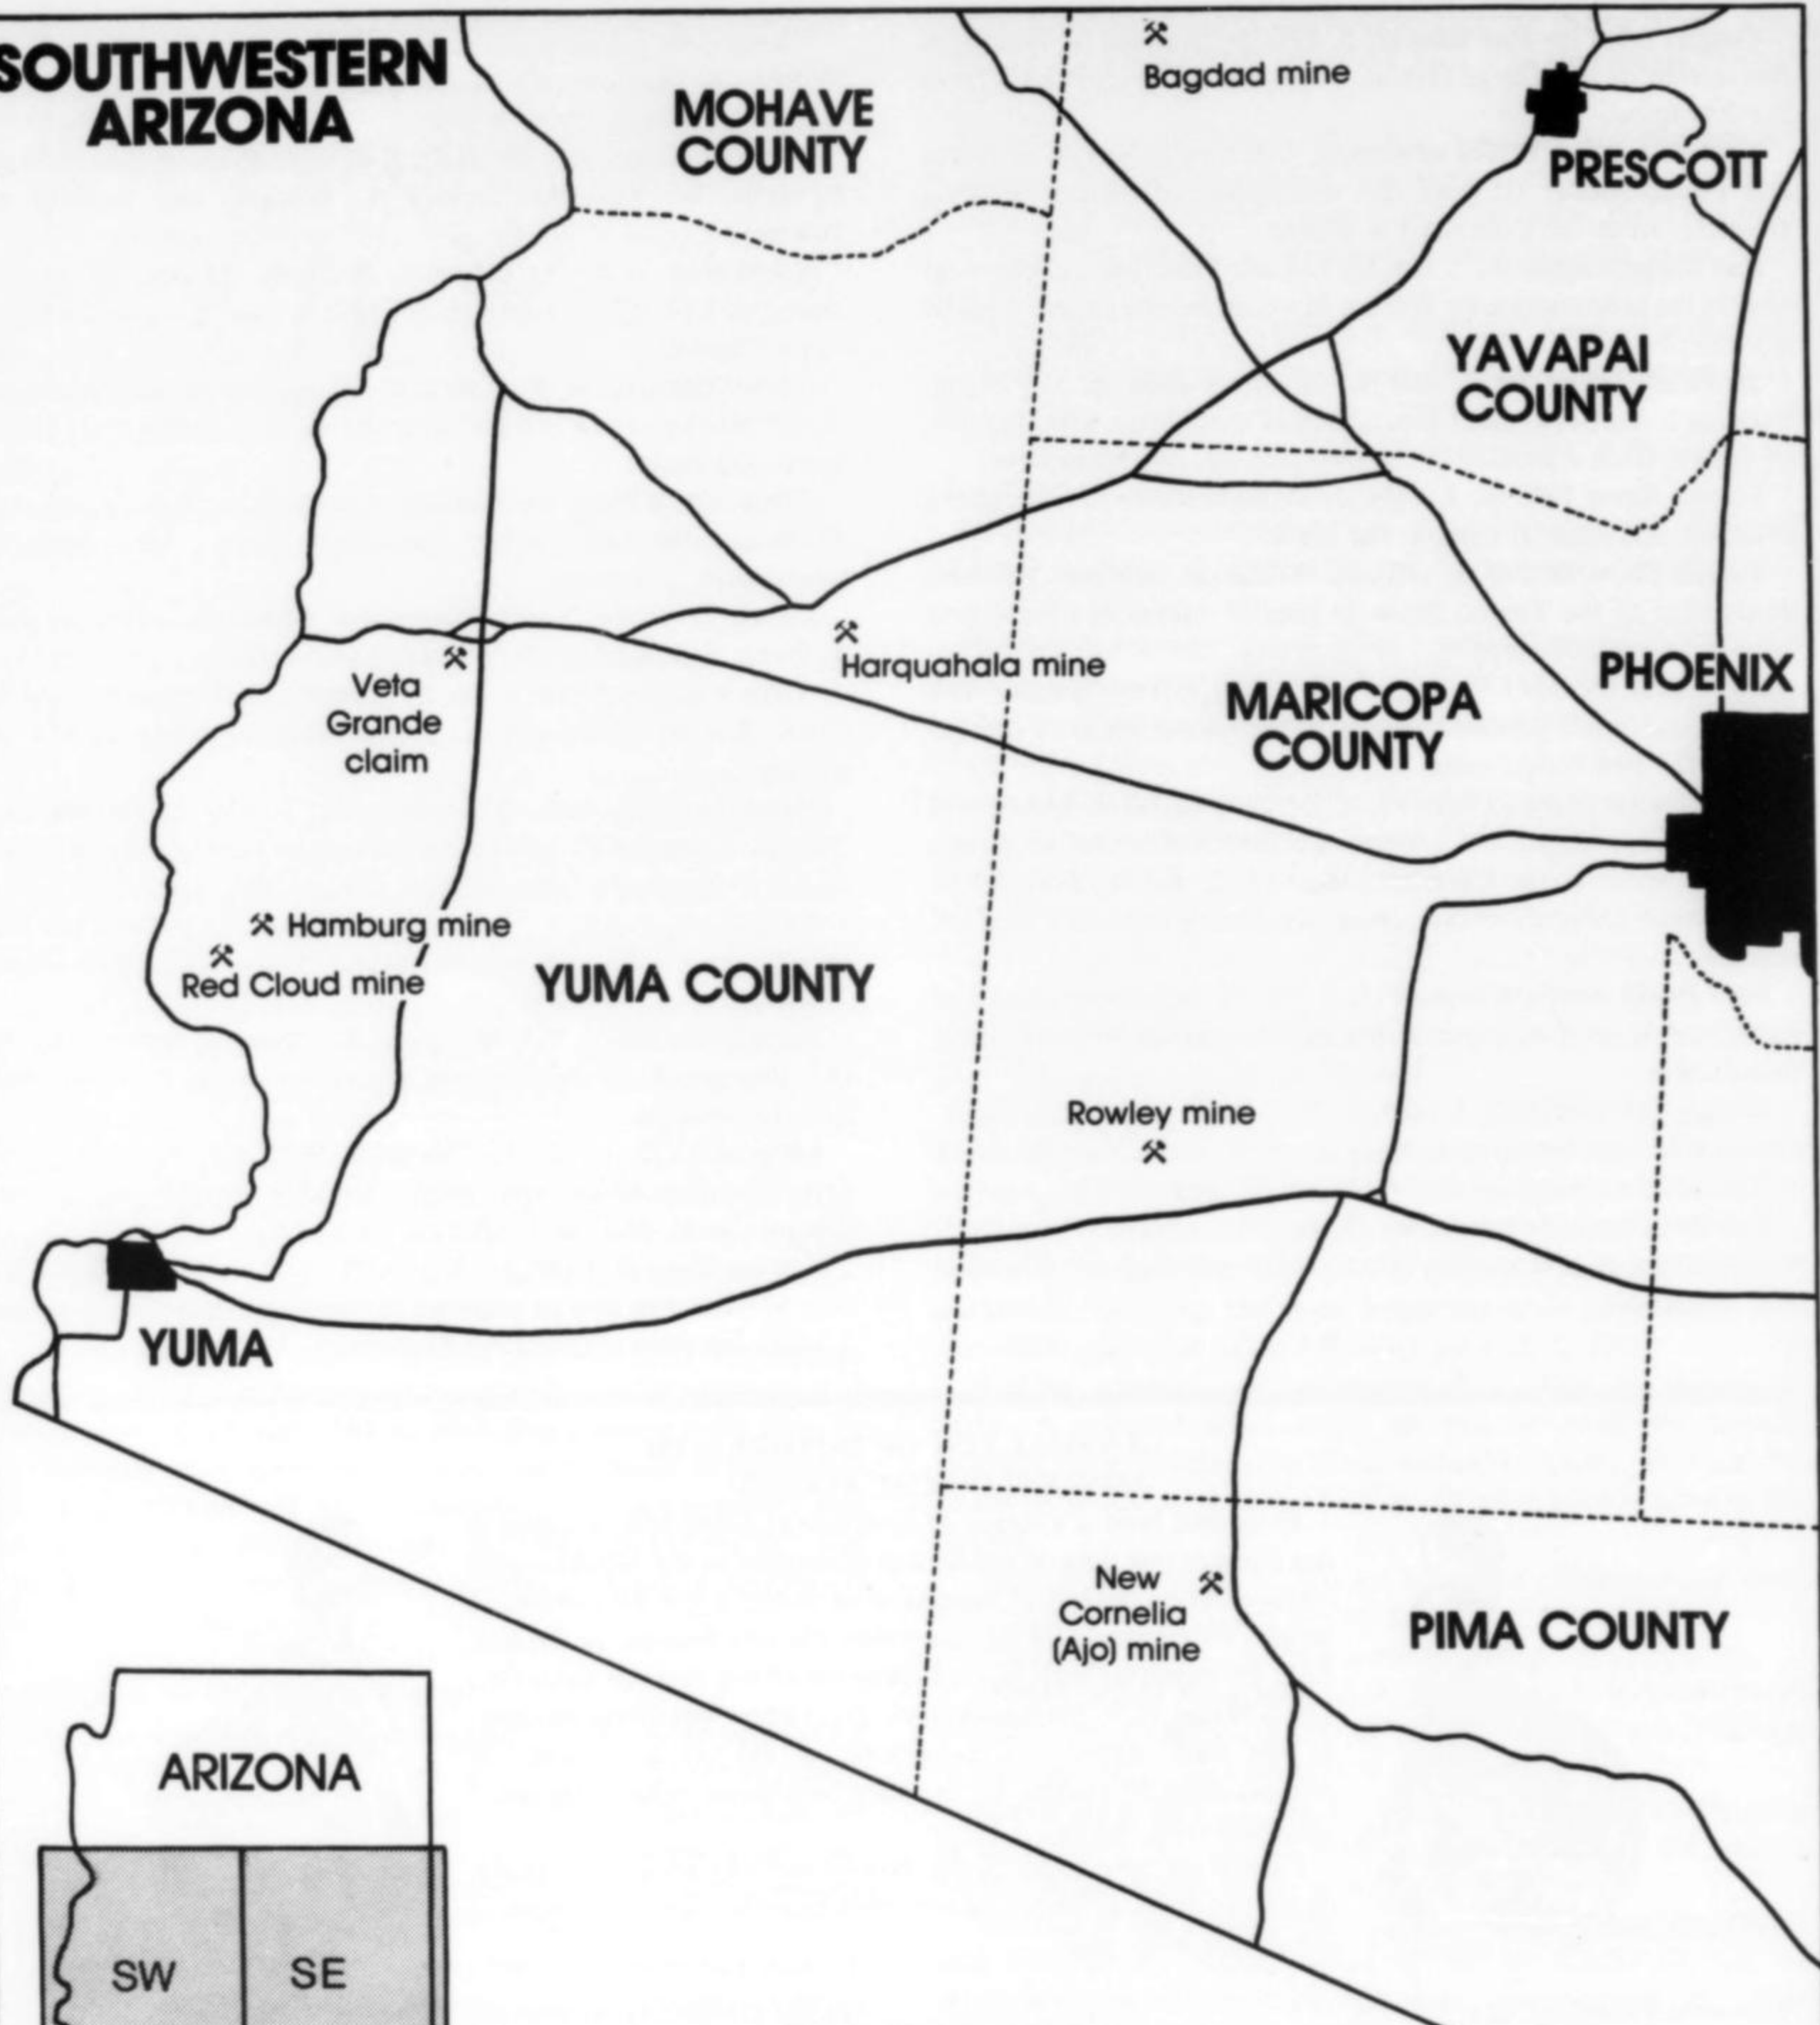 SOUTHWESTERN
ARIZONA
MOHAVE
COUNTY
Bagdad mine
PRESCOTT
YAVAPAI
COUNTY
Harquahala mine
Veta
Grande
claim
MARICOPA
COUNTY
PHOENIX
Hamburg mine
Red Cloud mine
YUMA COUNTY
Rowley mine
YUMA
New
Cornelia
(Ajo) mine
PIMA COUNTY
ARIZONA
SW
SE